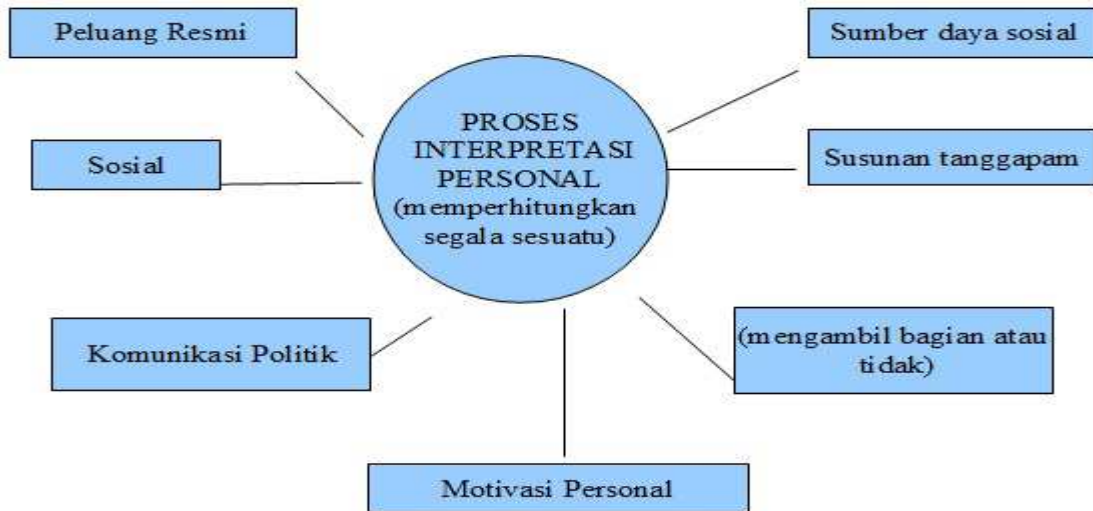 Peluang Resmi
Sumber daya sosial
PROSES
INTERPRETASI
PERSONAL
(memperhitungkan
segala sesuatu)
Sosial
Susunan tanggapam
Komunikasi Politik
(mengambil bagian atau
tidak)
Motivasi Personal